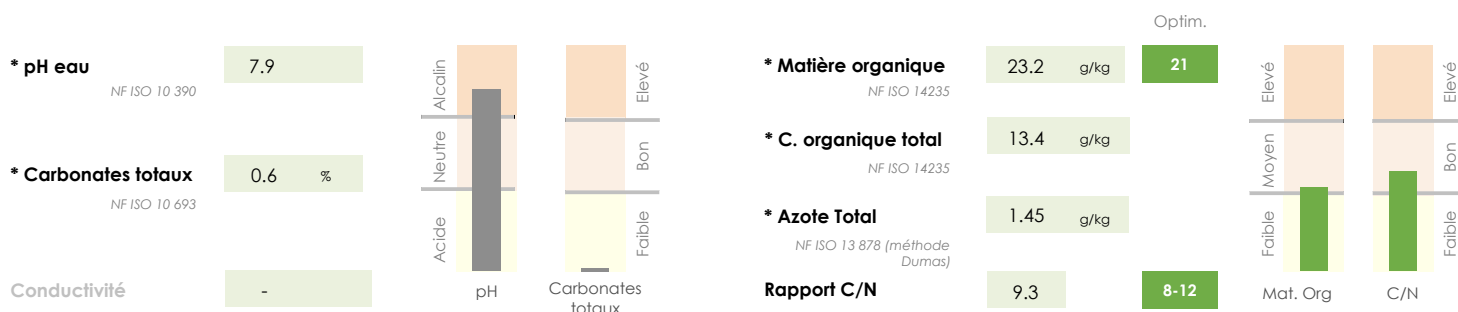 Optim.
* pH eau 7.9
NF ISO 10 390
* Carbonates totaux 0.6 %
NF ISO 10 693
Conductivité -
Alcalin
Neutre
Acide
Elevé
Bon
Faible
pH
Carbonates
totaux
* Matière organique 23.2 g/kg 21
NF ISO 14235
* C. organique total 13.4 g/kg
NF ISO 14235
* Azote Total 1.45 g/kg
NF ISO 13 878 (méthode
Dumas)
Rapport C/N 9.3 8-12
Elevé
Moyen
Faible
Elevé
Bon
Faible
Mat. Org
C/N